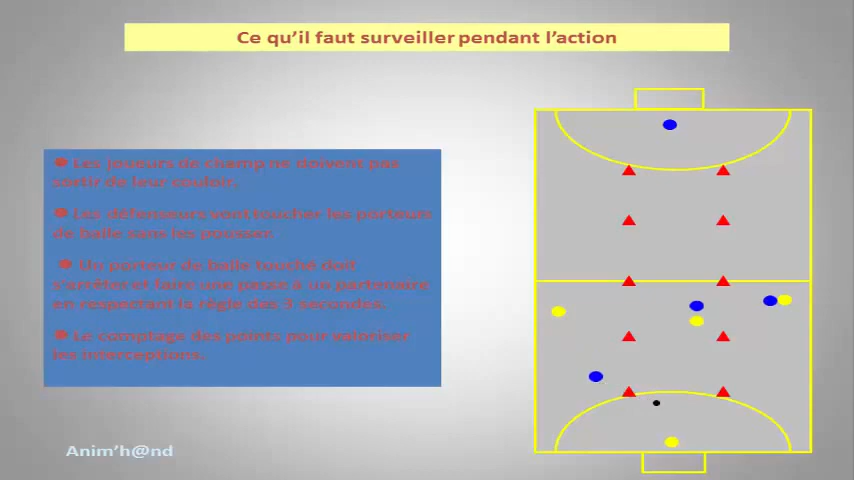 Ce qu'il faut surveiller pendant l'action
Les joueurs de champ ne doivent pas
sortir de leur couloir.
Les défenseurs vont toucher les porteurs
de balle sans les pousser.
Un porteur de balle touché doit
s'arrêter et faire une passe à un partenaire
en respectant la règle des 3 secondes.
Le comptage des points pour valoriser
les interceptions.
Anim'h@nd